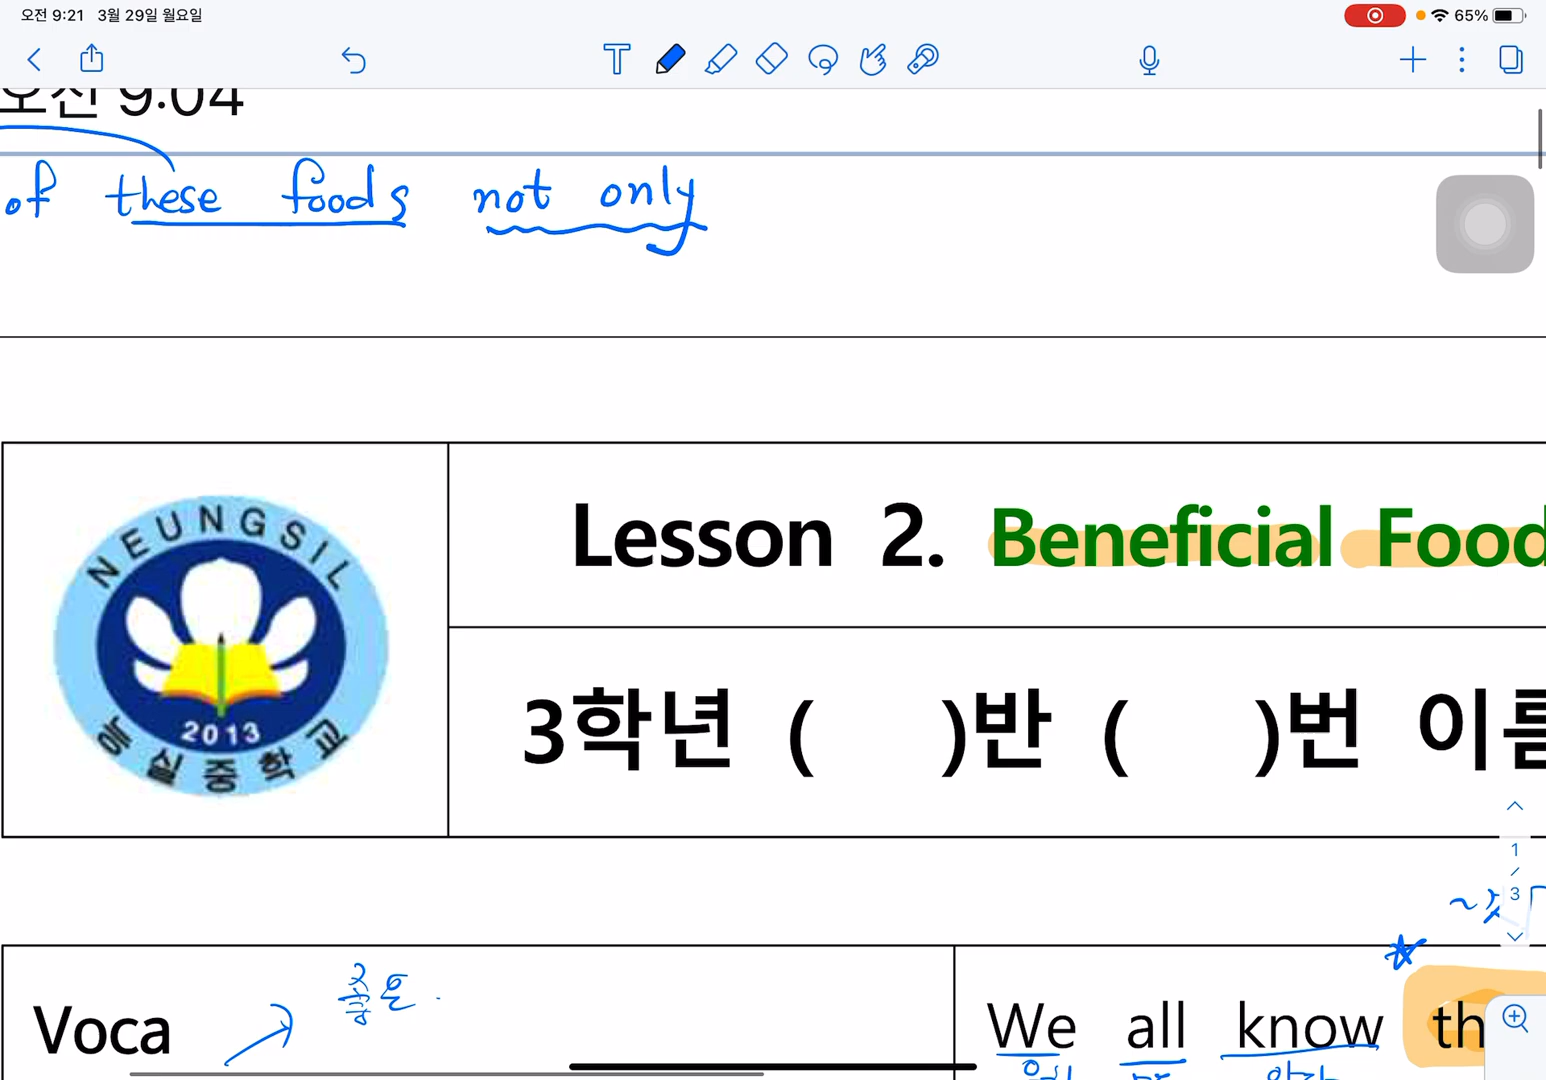 오전 9:21 3월 29일 월요일
65%
오전 9:04
of these foods not only
NEUNGSIL
2013
능실중학교
Lesson 2. Beneficial Food
3학년 ( )반 ( )번 이름
1
/
3
좋은.
Voca
We all know th